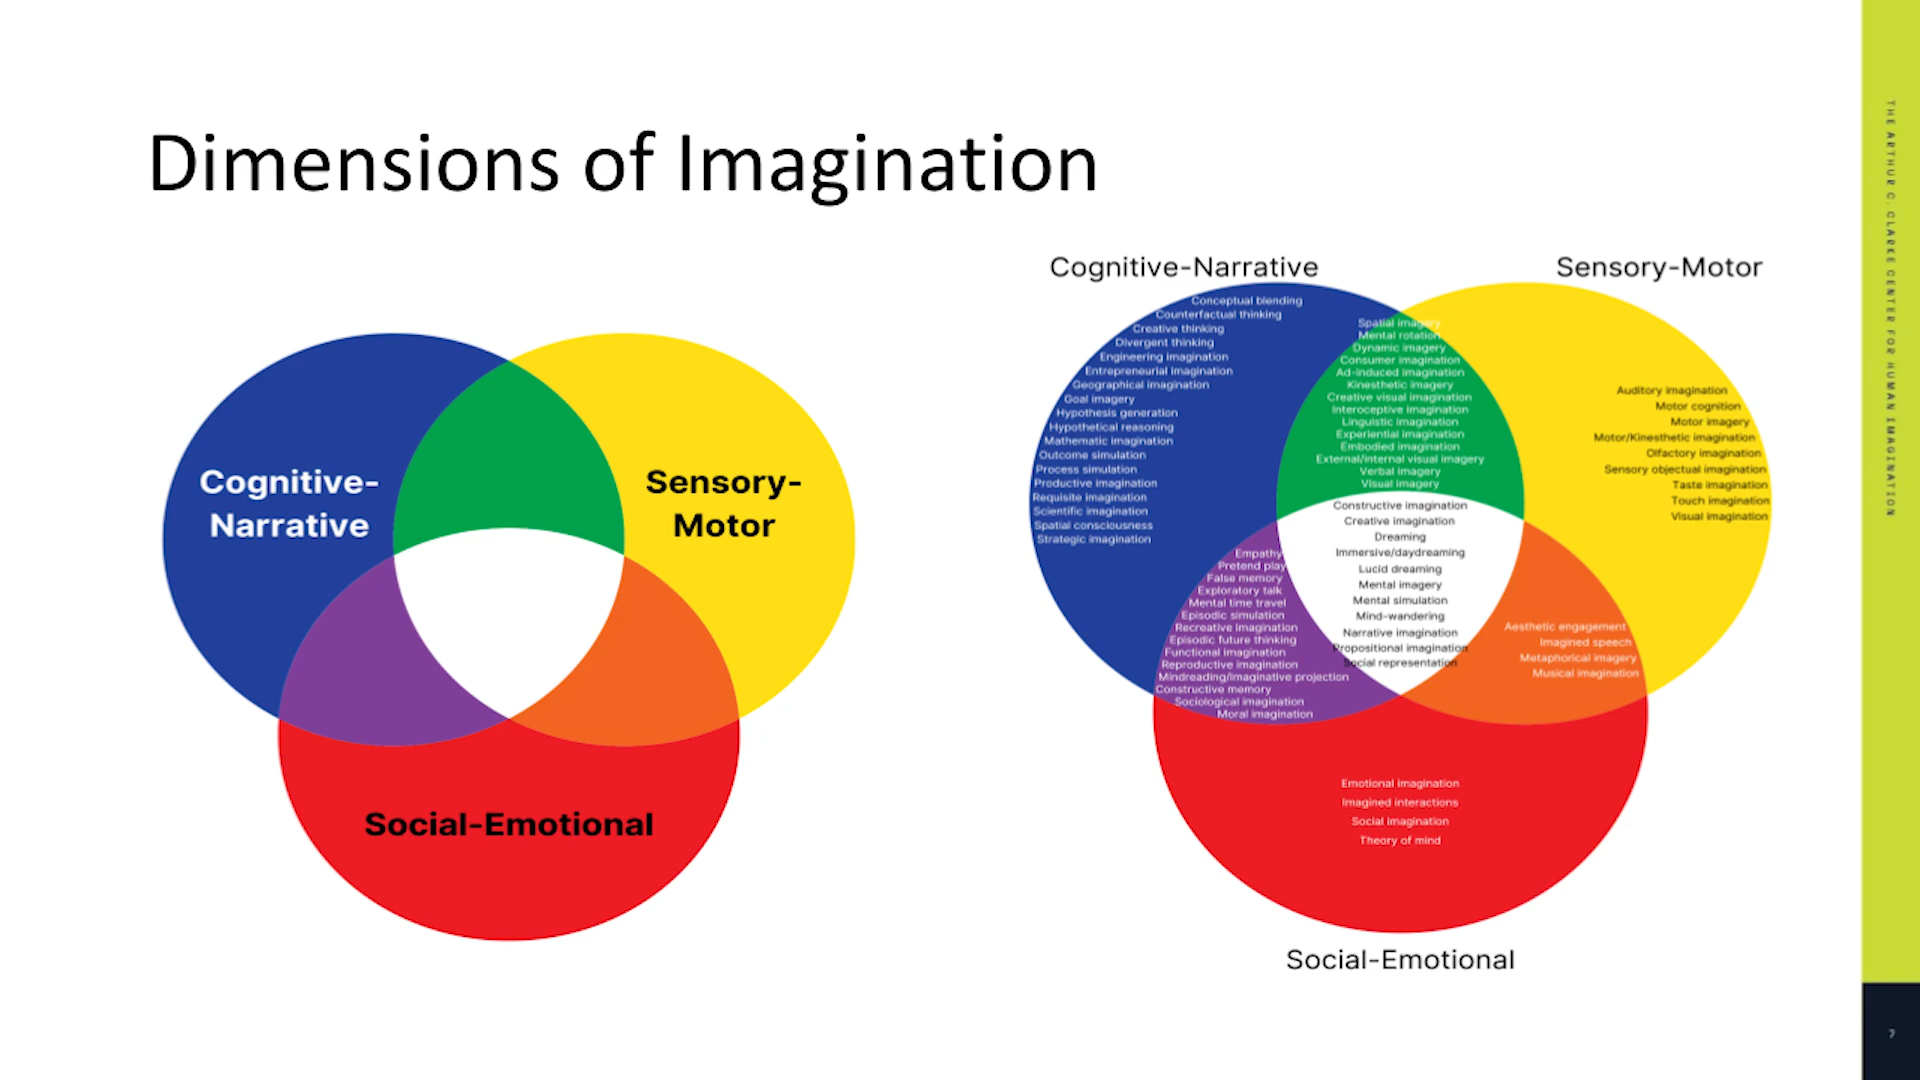 Dimensions of Imagination
Cognitive-
Narrative
Sensory-
Motor
Social-Emotional
Cognitive-Narrative
Sensory-Motor
Conceptual blending
Counterfactual thinking
Creative thinking
Divergent thinking
Engineering imagination
Entrepreneurial imagination
Geographical imagination
Goal imagery
Hypothesis generation
Hypothetical reasoning
Mathematic imagination
Outcome simulation
Process simulation
Productive imagination
Requisite imagination
Scientific imagination
Spatial consciousness
Strategic imagination
Spatial imagery
Mental rotation
Dynamic imagery
Consumer imagination
Ad-induced imagination
Kinesthetic imagery
Creative visual imagination
Interoceptive imagination
Linguistic imagination
Experiential imagination
Embodied imagination
External/internal visual imagery
Verbal imagery
Visual imagery
Auditory imagination
Motor cognition
Motor imagery
Motor/Kinesthetic imagination
Olfactory imagination
Sensory objectual imagination
Taste imagination
Touch imagination
Visual imagination
Constructive imagination
Creative imagination
Dreaming
Immersive/daydreaming
Lucid dreaming
Mental imagery
Mental simulation
Mind-wandering
Narrative imagination
Propositional imagination
Social representation
Empathy
Pretend play
False memory
Exploratory talk
Mental time travel
Episodic simulation
Recreative imagination
Episodic future thinking
Functional imagination
Reproductive imagination
Mindreading/Imaginative projection
Constructive memory
Sociological imagination
Moral imagination
Aesthetic engagement
Imagined speech
Metaphorical imagery
Musical imagination
Emotional imagination
Imagined interactions
Social imagination
Theory of mind
Social-Emotional
THE ARTHUR C. CLARKE CENTER FOR HUMAN IMAGINATION
7